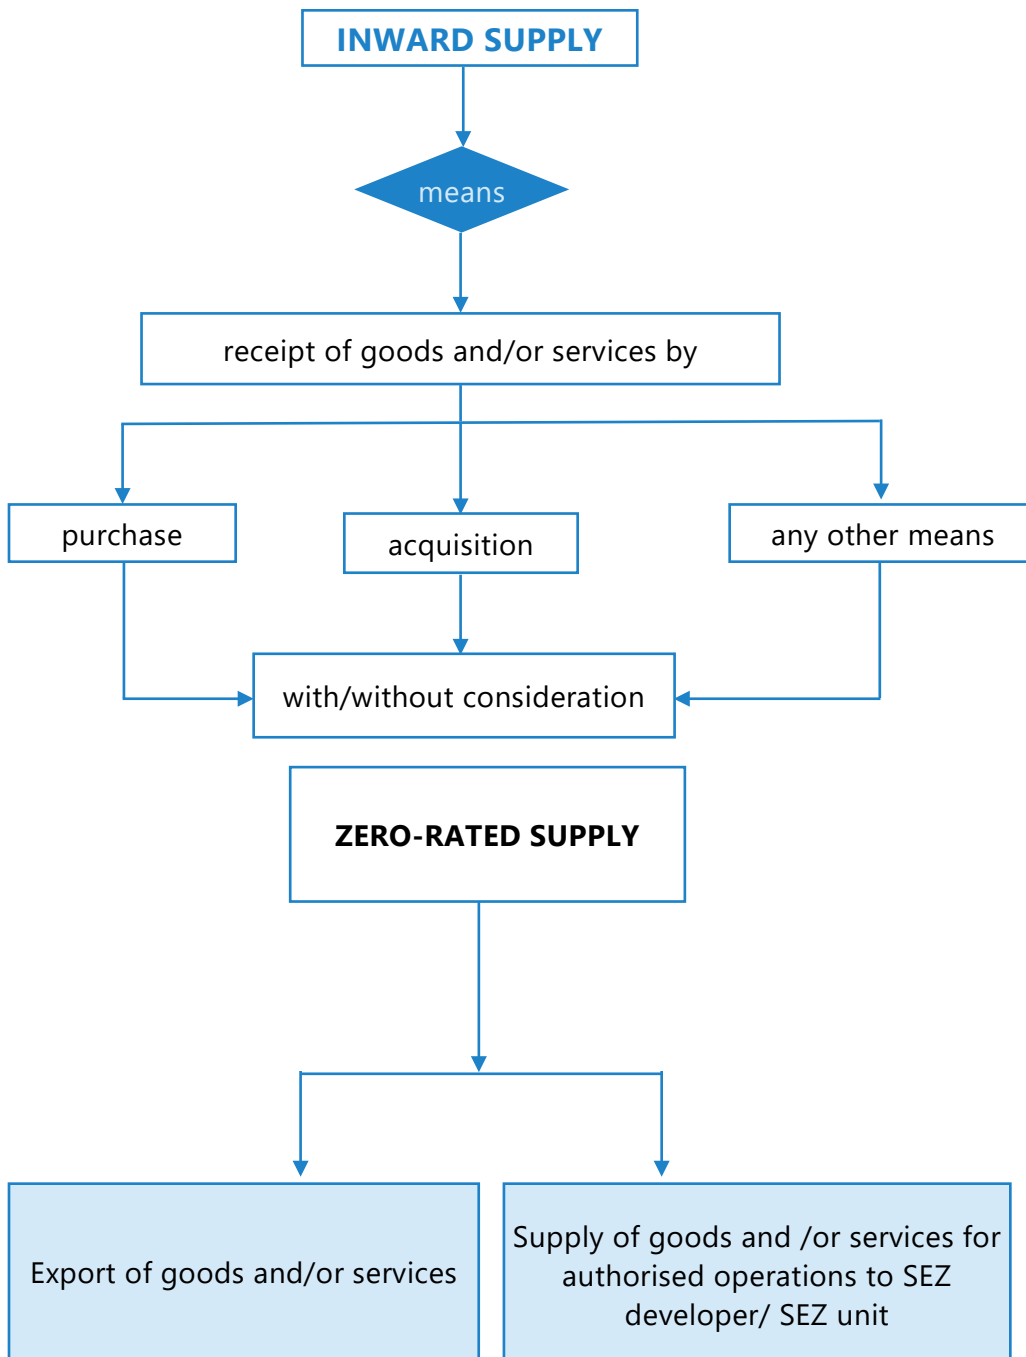 INWARD SUPPLY
means
receipt of goods and/or services by
purchase
acquisition
any other means
with/without consideration
ZERO-RATED SUPPLY
Export of goods and/or services
Supply of goods and /or services for
authorised operations to SEZ
developer/ SEZ unit